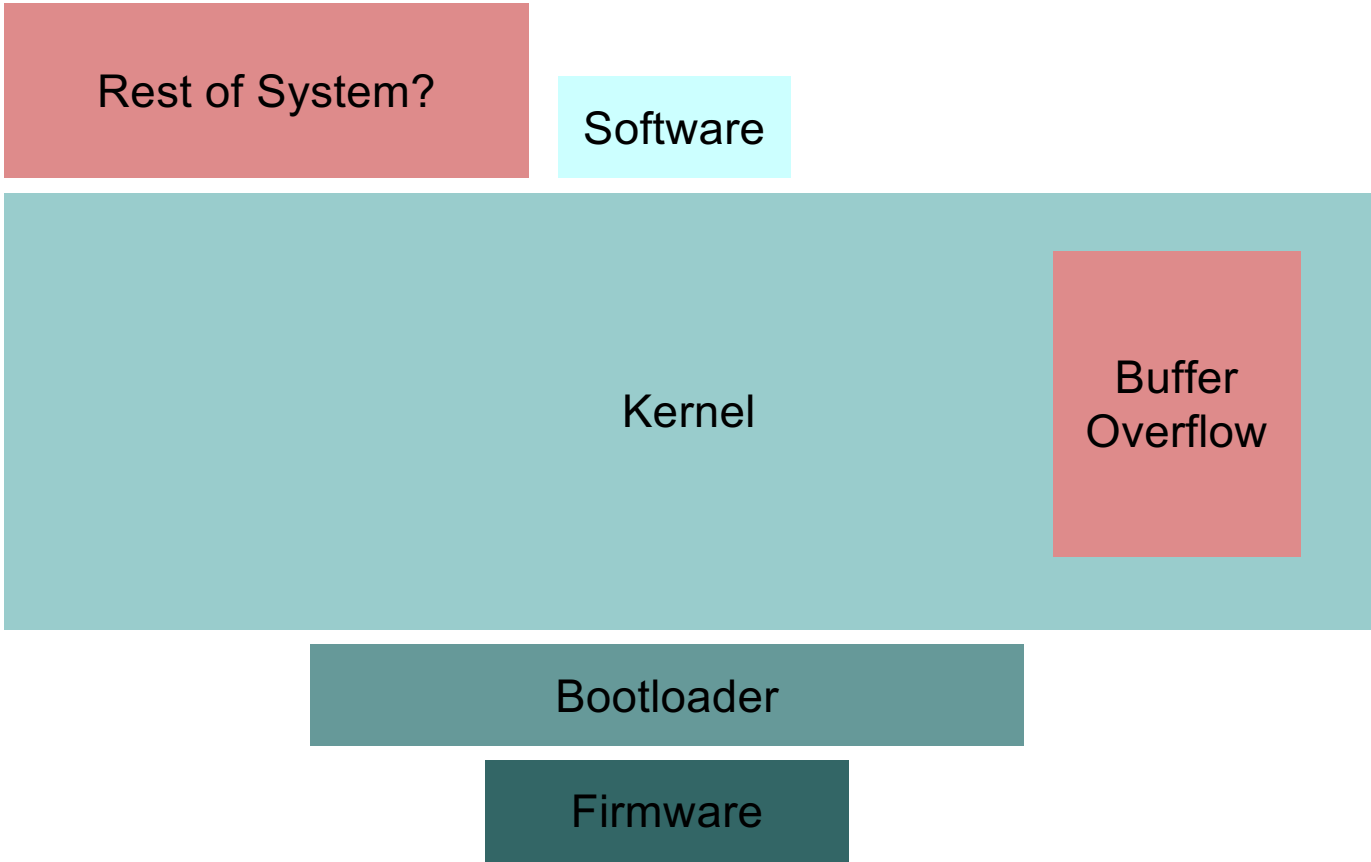 Rest of System?
Software
Kernel
Buffer
Overflow
Bootloader
Firmware